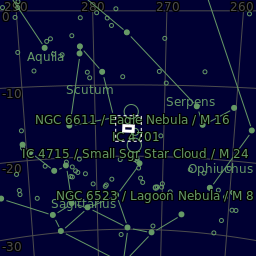 280 270 260
Aquila
-10
Scutum
Serpens
NGC 6611 / Eagle Nebula / M 16
IC 4701
IC 4715 / Small Sgr Star Cloud / M 24
-20
Ophiuchus
NGC 6523 / Lagoon Nebula / M 8
Sagittarius
-30